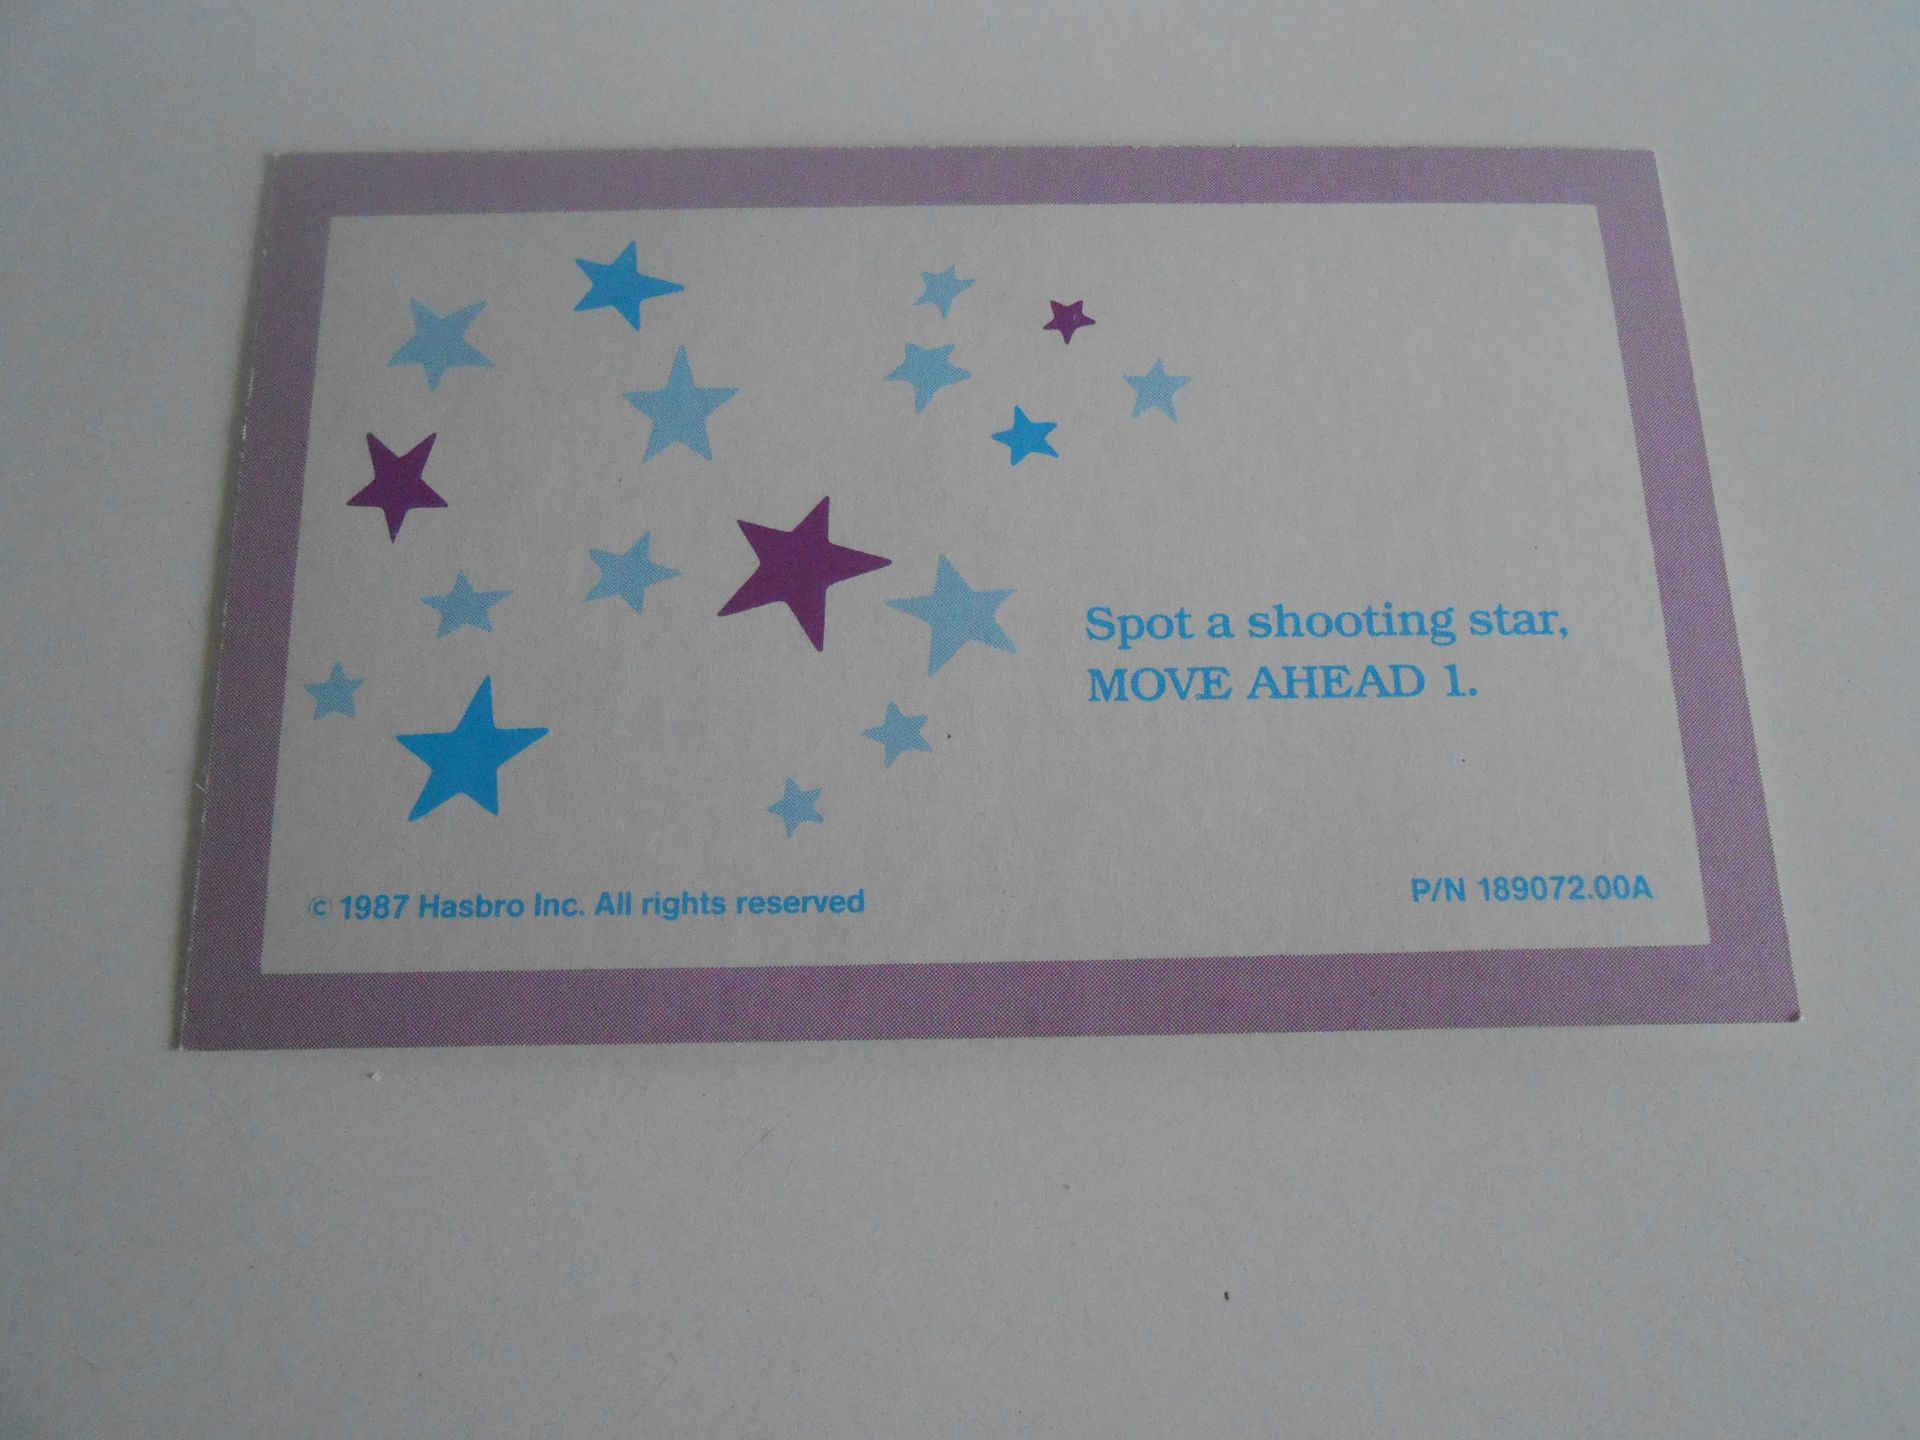 Spot a shooting star,
MOVE AHEAD 1.
© 1987 Hasbro Inc. All rights reserved
P/N 189072.00A